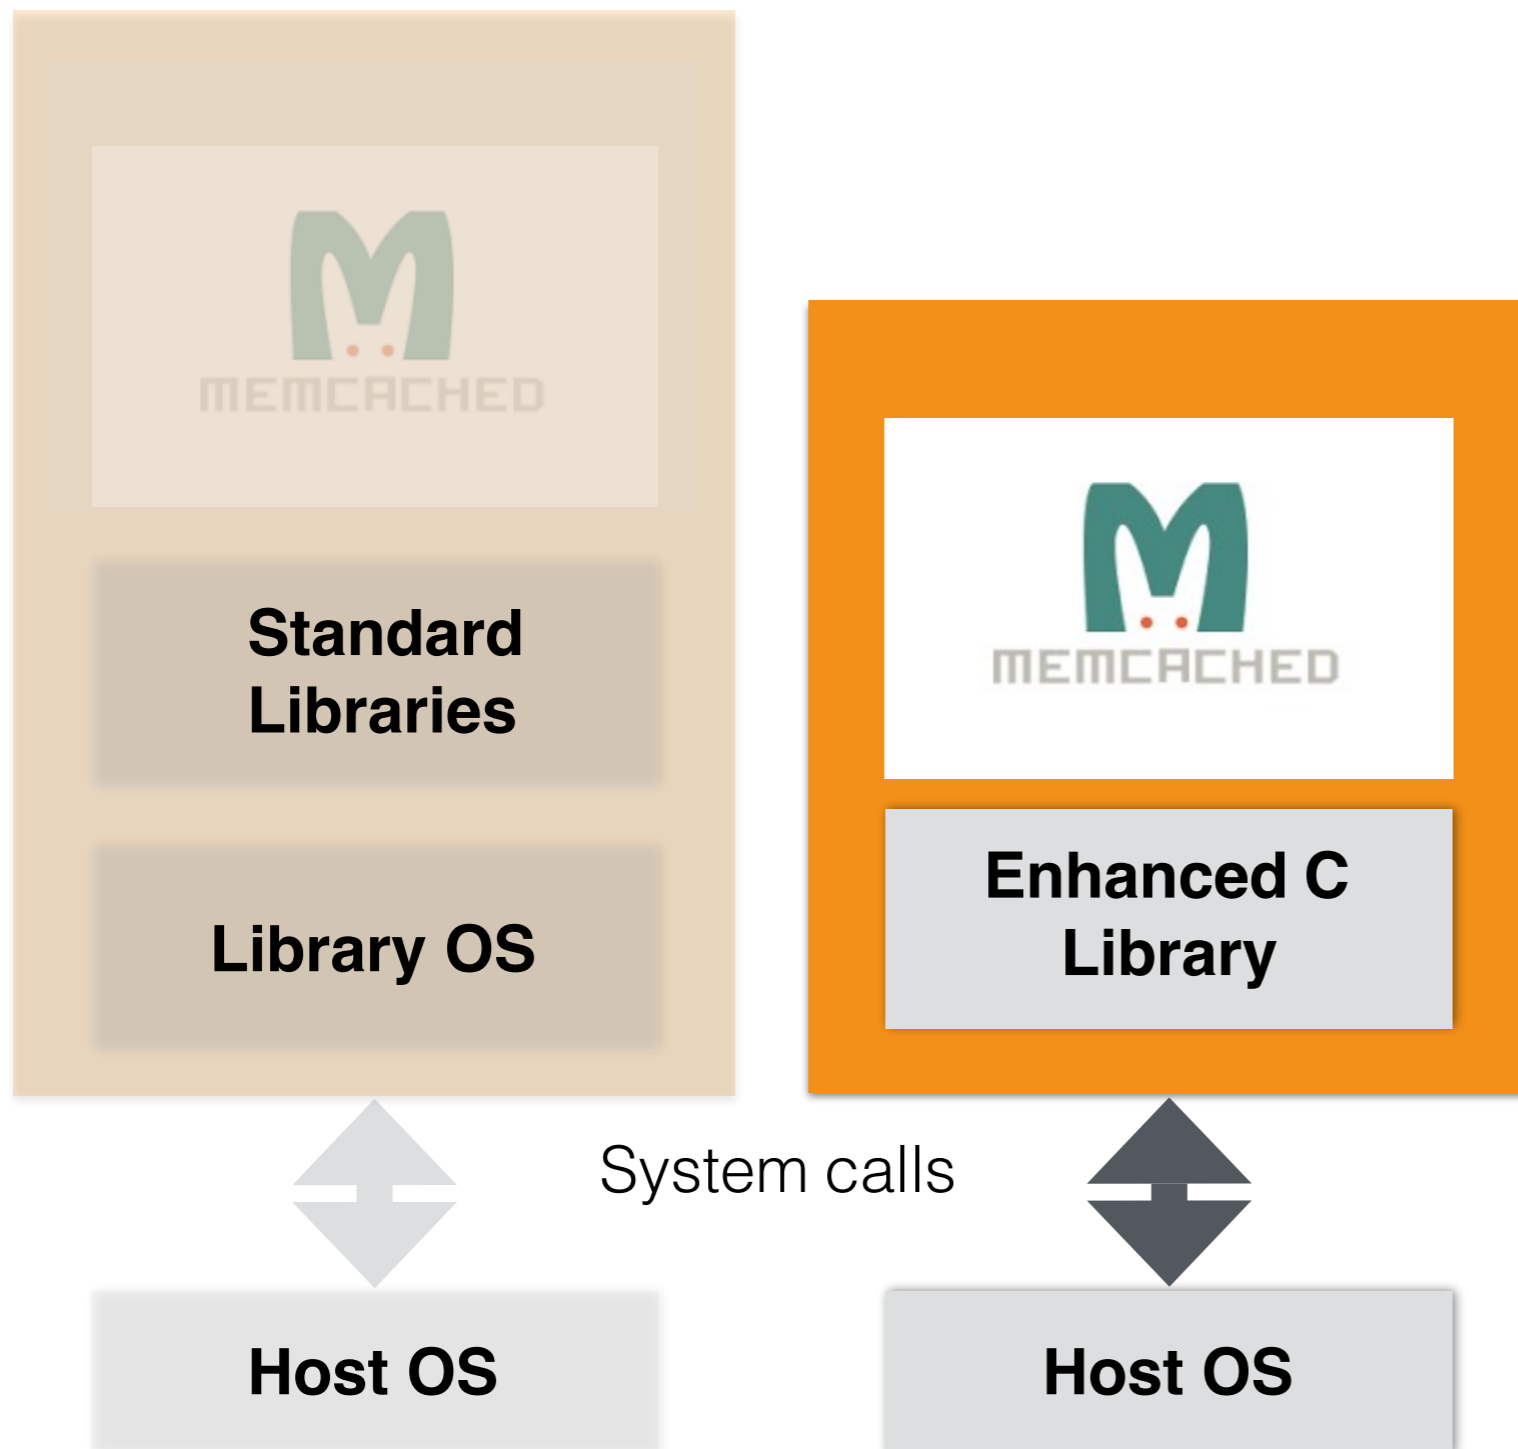 MEMCACHED
Standard
Libraries
Library OS
MEMCACHED
Enhanced C
Library
System calls
Host OS
Host OS